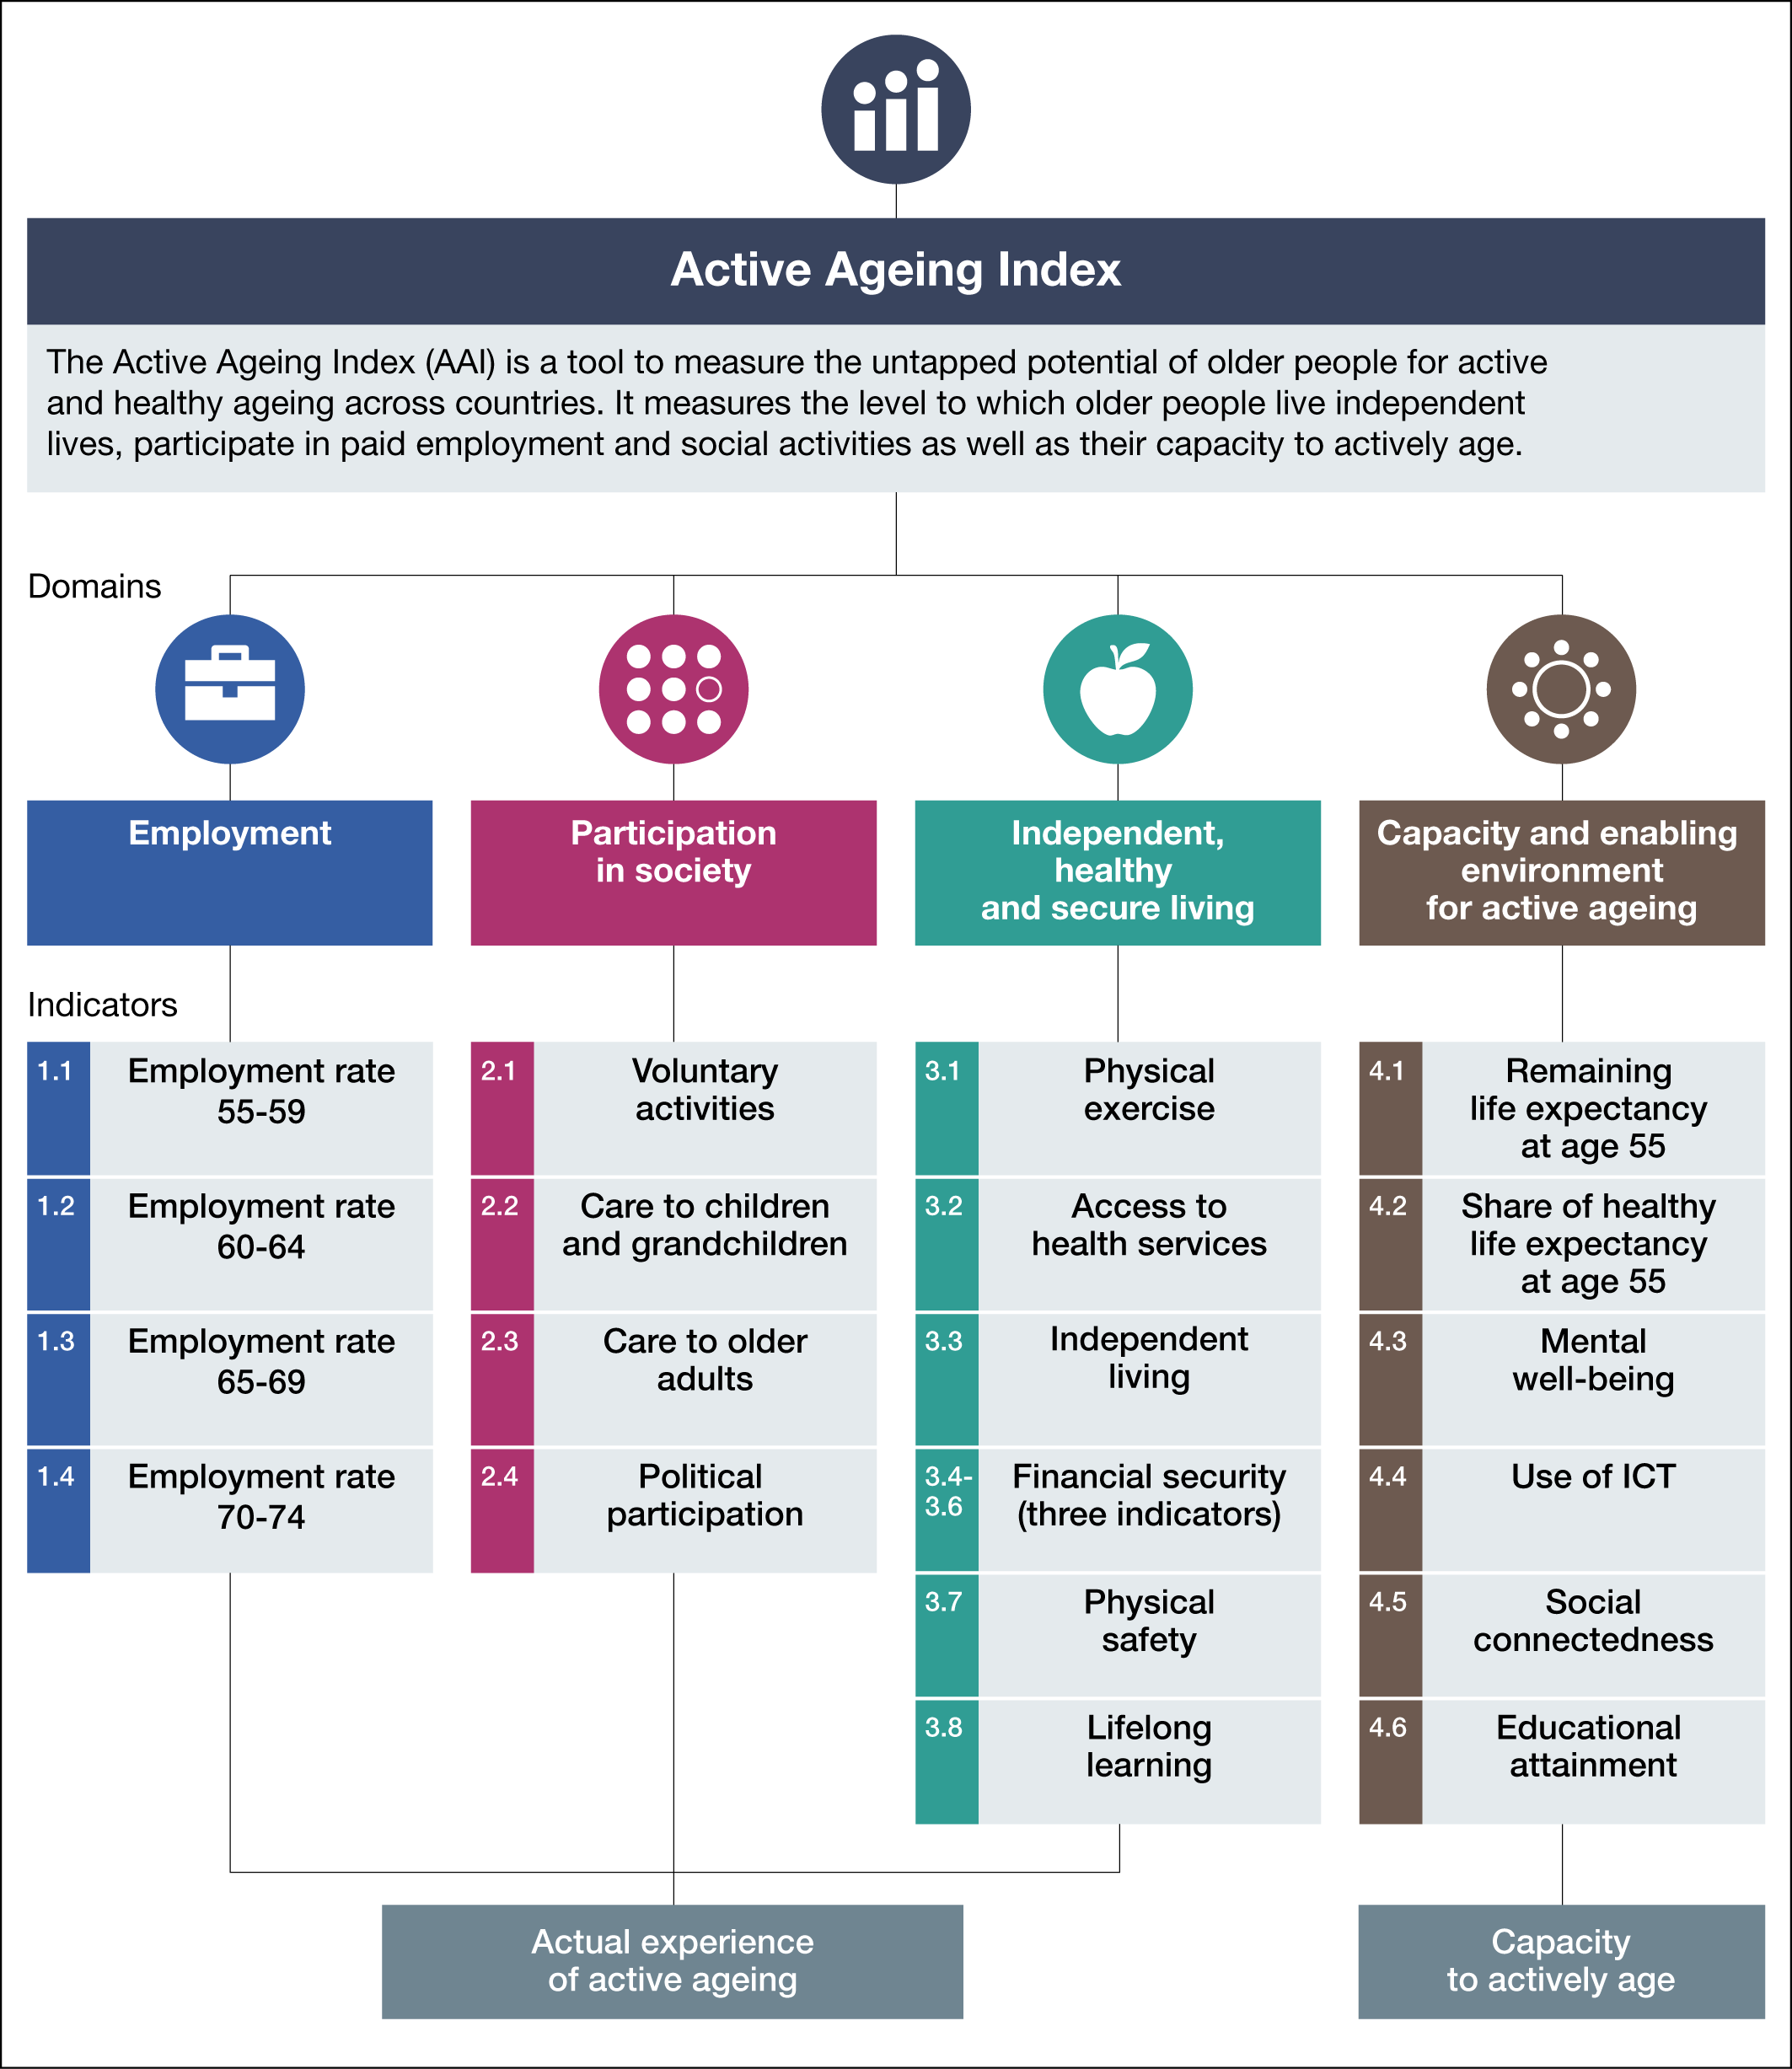 Active Ageing Index
The Active Ageing Index (AAI) is a tool to measure the untapped potential of older people for active
and healthy ageing across countries. It measures the level to which older people live independent
lives, participate in paid employment and social activities as well as their capacity to actively age.
Domains
Employment
Participation
in society
Independent,
healthy
and secure living
Capacity and enabling
environment
for active ageing
Indicators
1.1
Employment rate
55-59
1.2
Employment rate
60-64
1.3
Employment rate
65-69
1.4
Employment rate
70-74
2.1
Voluntary
activities
2.2
Care to children
and grandchildren
2.3
Care to older
adults
2.4
Political
participation
3.1
Physical
exercise
3.2
Access to
health services
3.3
Independent
living
3.4-
3.6
Financial security
(three indicators)
3.7
Physical
safety
3.8
Lifelong
learning
4.1
Remaining
life expectancy
at age 55
4.2
Share of healthy
life expectancy
at age 55
4.3
Mental
well-being
4.4
Use of ICT
4.5
Social
connectedness
4.6
Educational
attainment
Actual experience
of active ageing
Capacity
to actively age